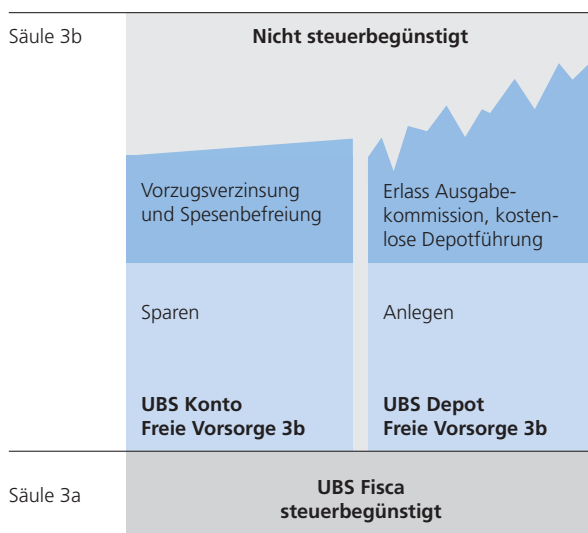 Säule 3b
Nicht steuerbegünstigt
Vorzugsverzinsung
und Spesenbefreiung
Erlass Ausgabe-
kommission, kosten-
lose Depotführung
Sparen
Anlegen
UBS Konto
Freie Vorsorge 3b
UBS Depot
Freie Vorsorge 3b
Säule 3a
UBS Fisca
steuerbegünstigt